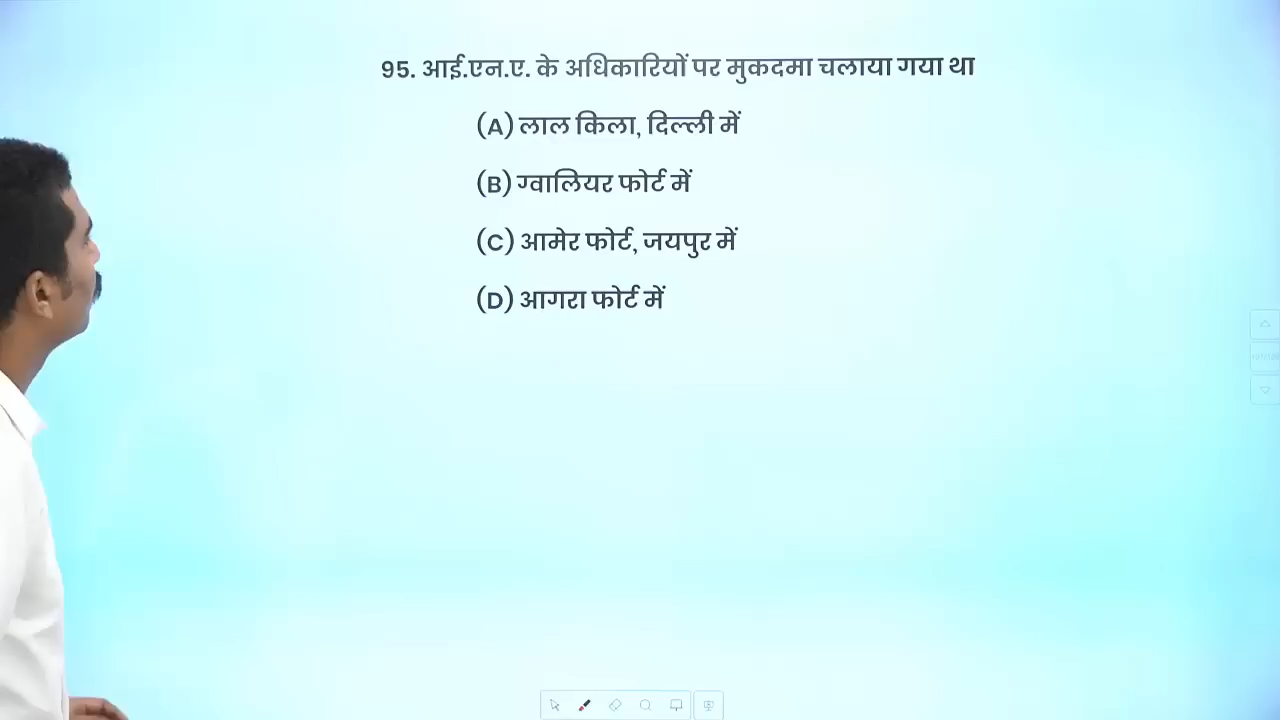 95. आई.एन.ए. के अधिकारियों पर मुकदमा चलाया गया था
(A) लाल किला, दिल्ली में
(B) ग्वालियर फोर्ट में
(C) आमेर फोर्ट, जयपुर में
(D) आगरा फोर्ट में